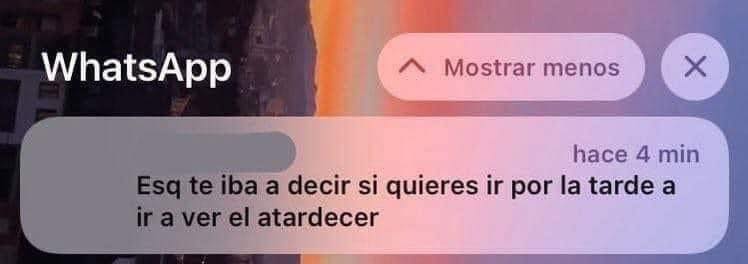 WhatsApp
Mostrar menos
hace 4 min
Esq te iba a decir si quieres ir por la tarde a
ir a ver el atardecer